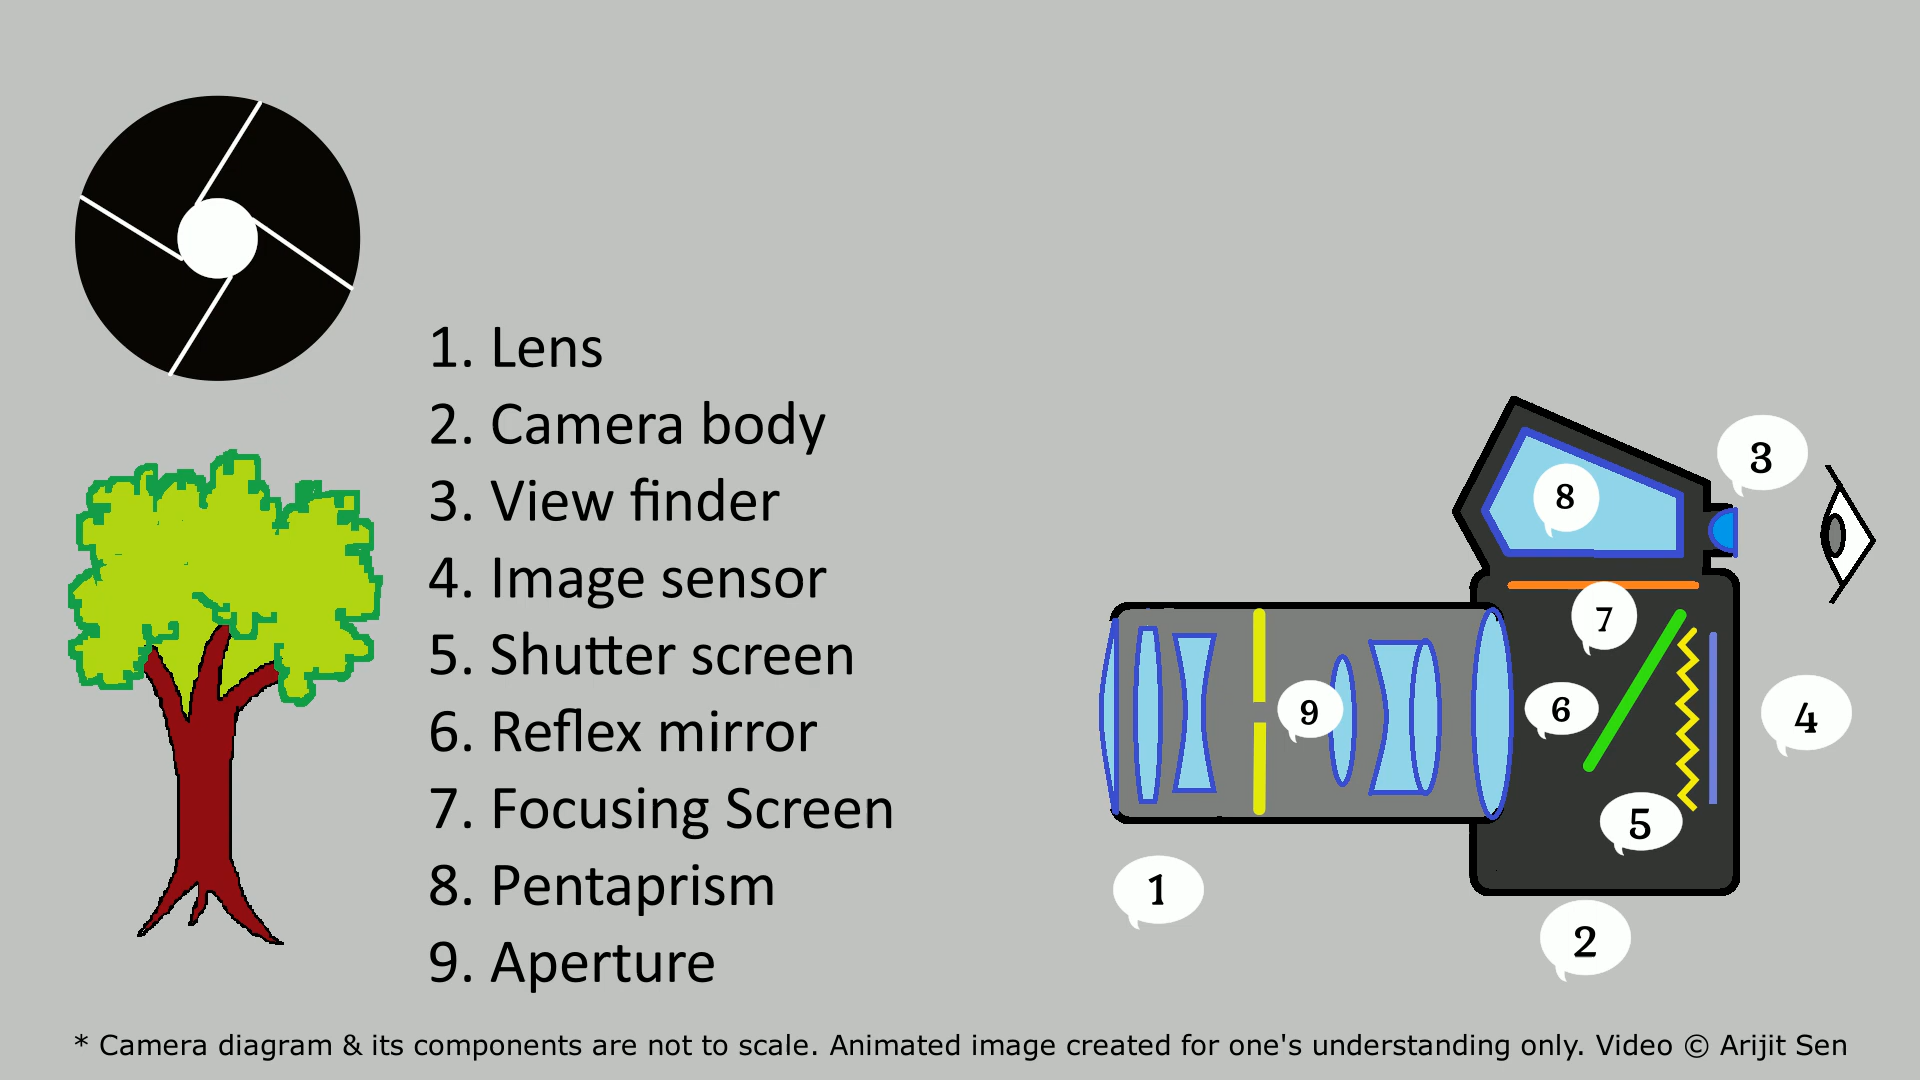 1. Lens
2. Camera body
3. View finder
4. Image sensor
5. Shutter screen
6. Reflex mirror
7. Focusing Screen
8. Pentaprism
9. Aperture
3
8
7
9
6
4
5
1
2
* Camera diagram & its components are not to scale. Animated image created for one's understanding only. Video © Arijit Sen